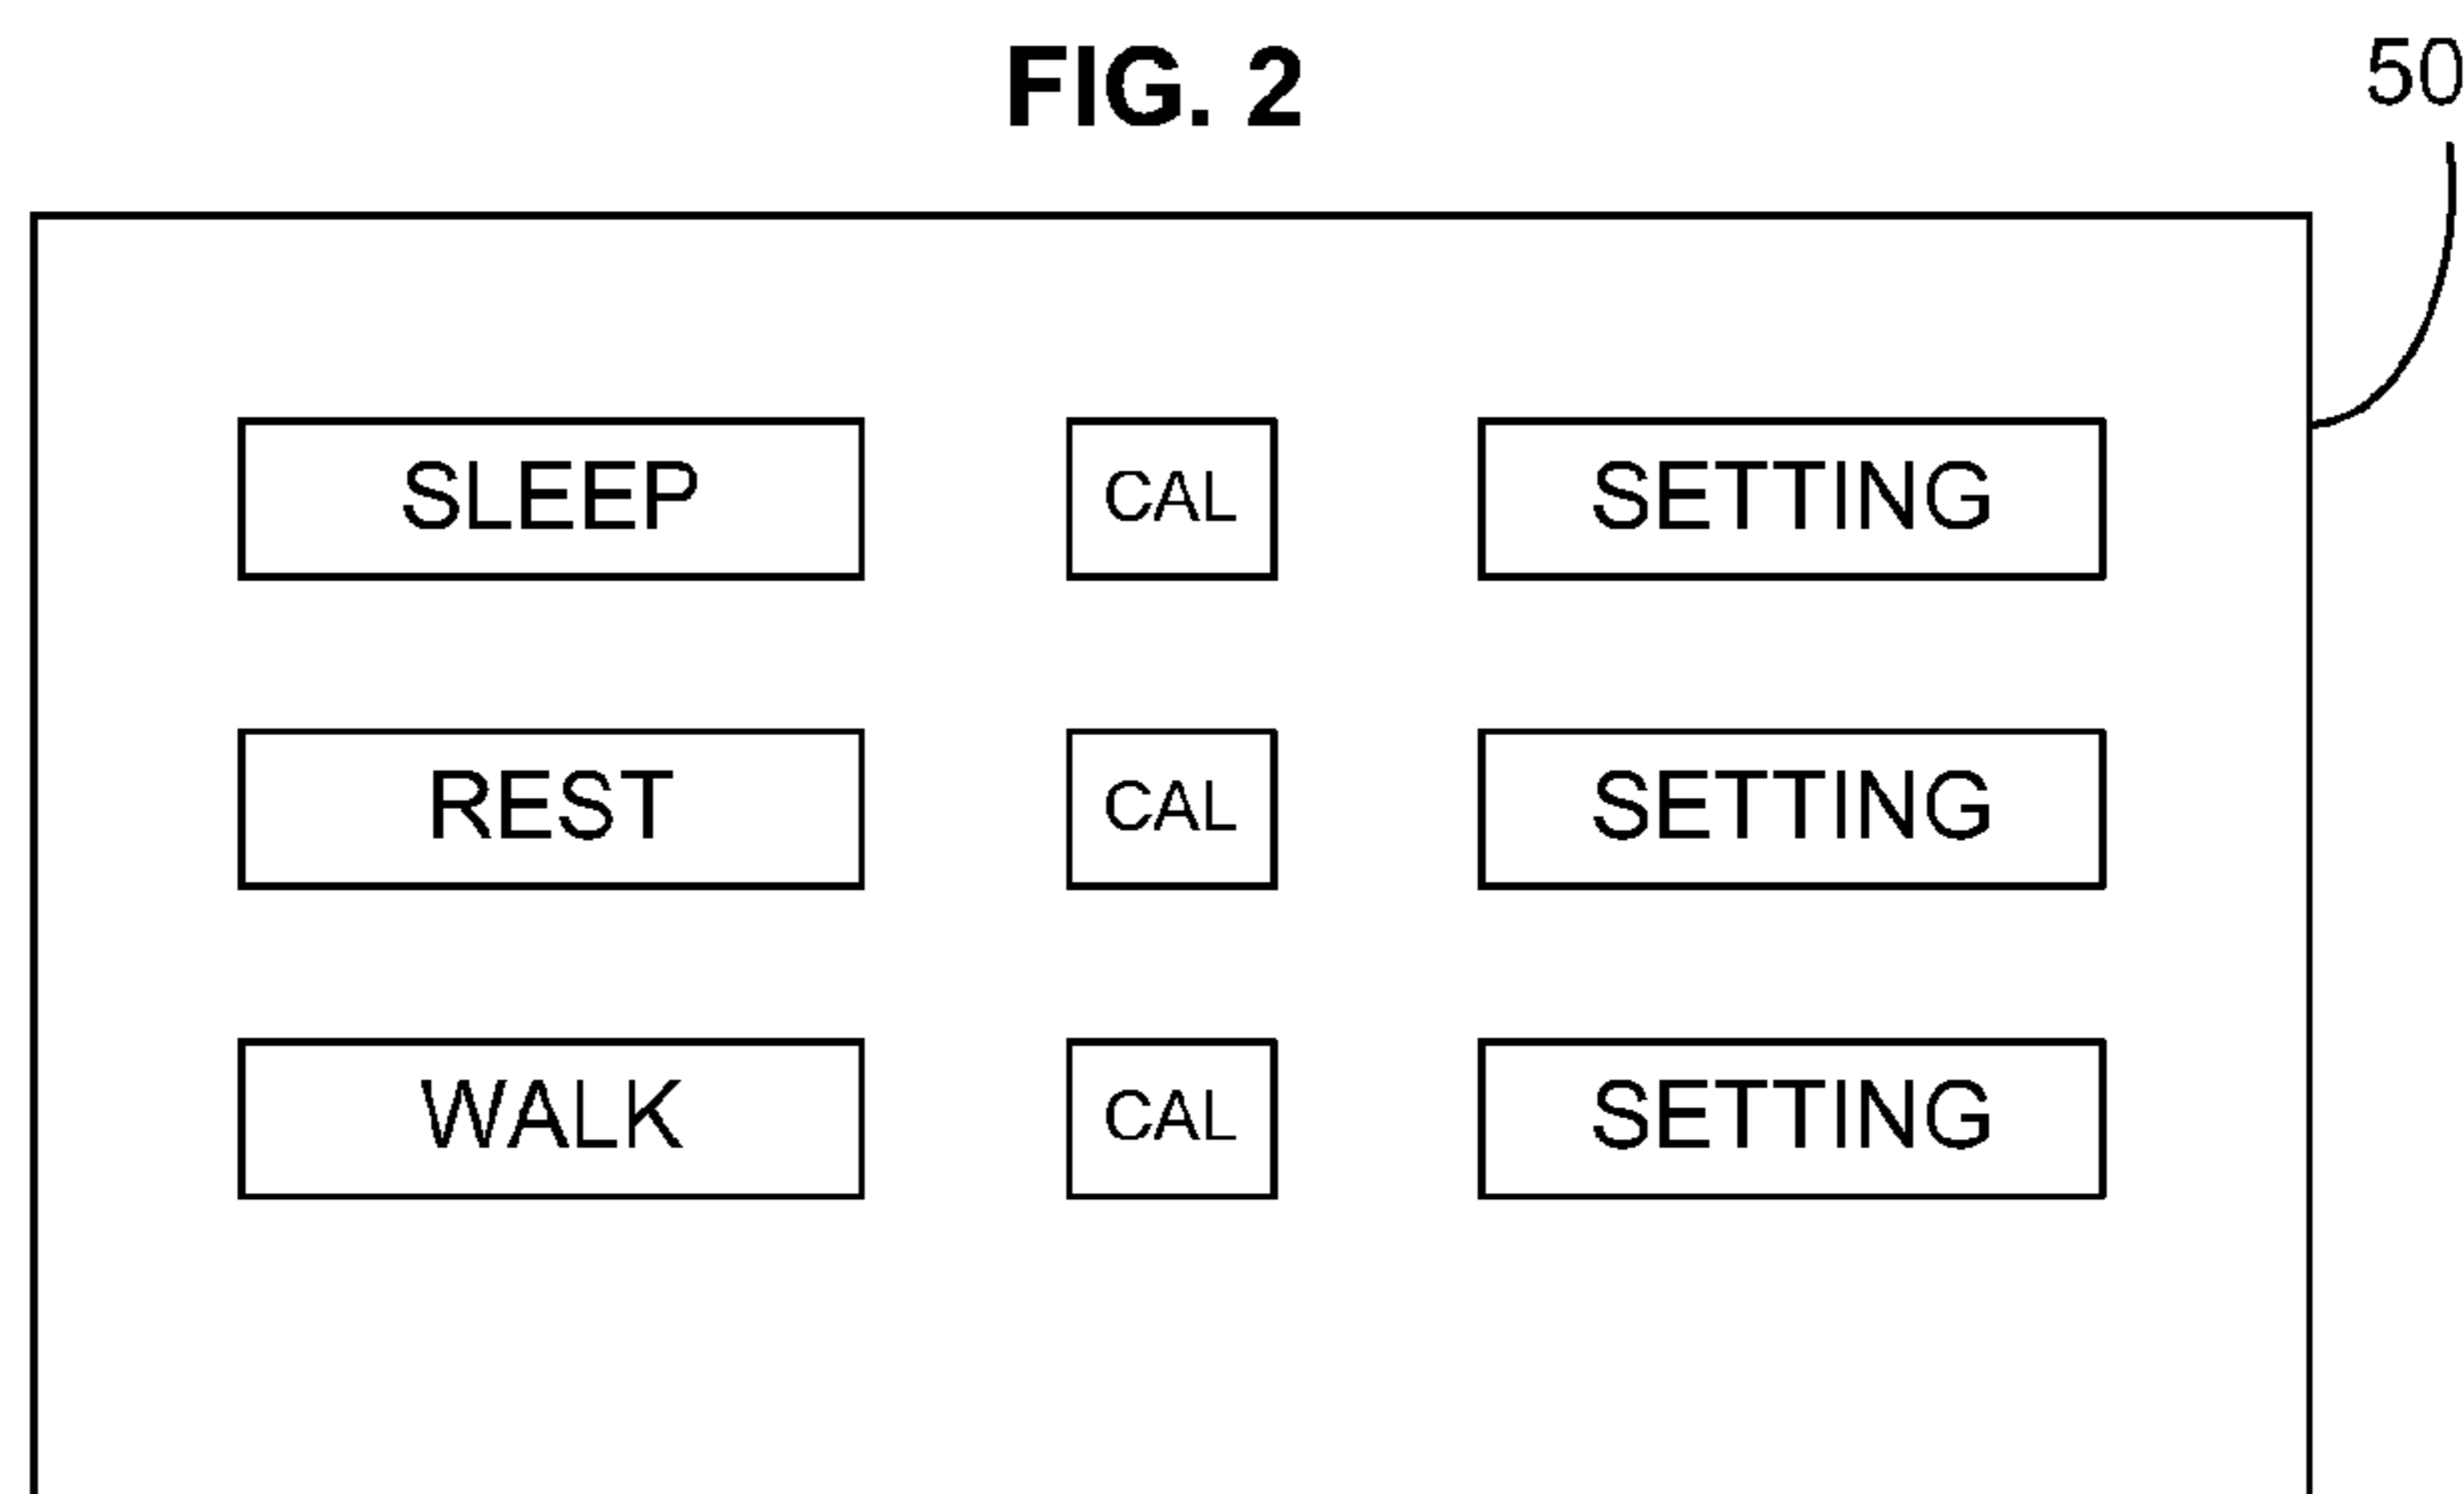 FIG. 2
50
SLEEP CAL SETTING
REST CAL SETTING
WALK CAL SETTING